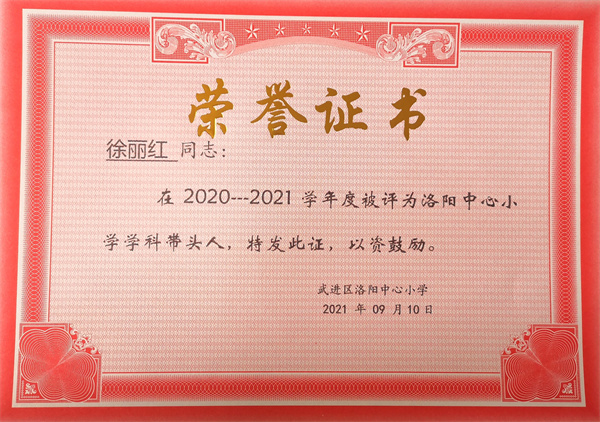 荣誉证书
徐丽红 同志：
在 2020---2021 学年度被评为洛阳中心小
学学科带头人，特发此证，以资鼓励。
武进区洛阳中心小学
2021 年 09 月 10 日